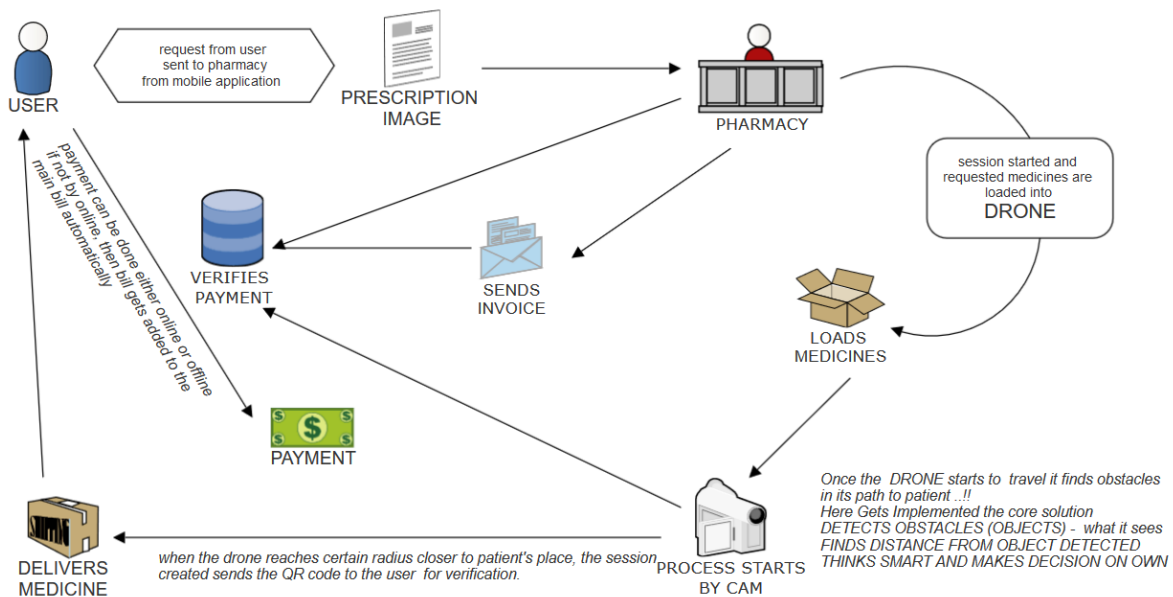 request from user
sent to pharmacy
from mobile application
USER
PRESCRIPTION
IMAGE
PHARMACY
session started and
requested medicines are
loaded into
DRONE
payment can be done either online or offline
if not by online, then bill gets added to the
main bill automatically
VERIFIES
PAYMENT
SENDS
INVOICE
LOADS
MEDICINES
$ $
$
$ $
PAYMENT
Once the DRONE starts to travel it finds obstacles
in its path to patient ..!!
Here Gets Implemented the core solution
DETECTS OBSTACLES (OBJECTS) - what it sees
FINDS DISTANCE FROM OBJECT DETECTED
THINKS SMART AND MAKES DECISION ON OWN
SHIPPING
DELIVERS
MEDICINE
when the drone reaches certain radius closer to patient's place, the session
created sends the QR code to the user for verification.
PROCESS STARTS
BY CAM